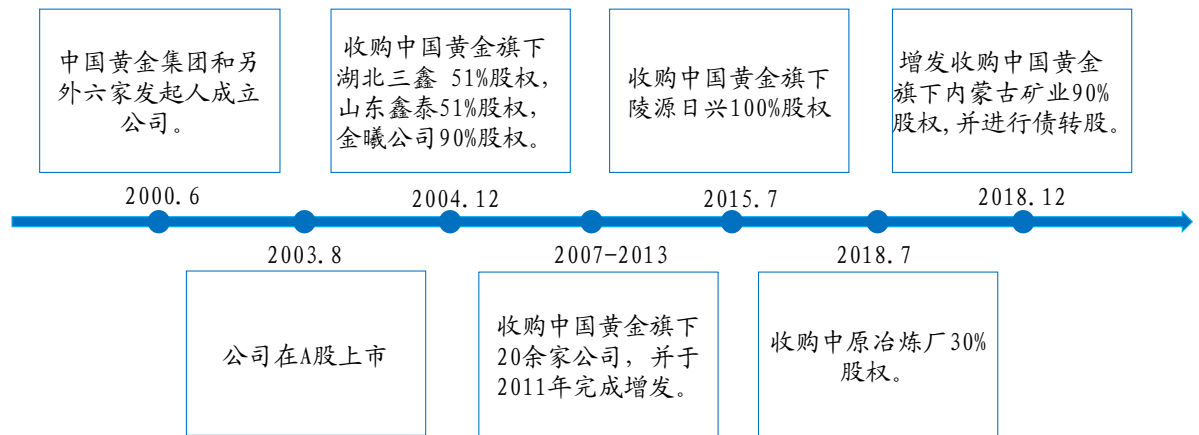 中国黄金集团和另
外六家发起人成立
公司。
收购中国黄金旗下
湖北三鑫 51%股权,
山东鑫泰51%股权,
金曦公司90%股权。
收购中国黄金旗下
陵源日兴100%股权
增发收购中国黄金
旗下内蒙古矿业90%
股权,并进行债转股。
2000.6
2004.12
2015.7
2018.12
2003.8
2007-2013
2018.7
公司在A股上市
收购中国黄金旗下
20余家公司，并于
2011年完成增发。
收购中原冶炼厂30%
股权。